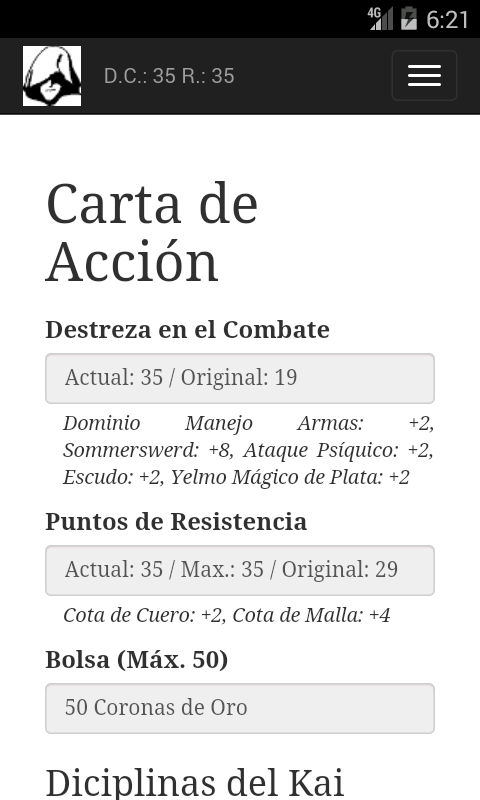 4G 6:21
D.C.: 35 R.: 35
Carta de
Acción
Destreza en el Combate
Actual: 35 / Original: 19
Dominio Manejo Armas: +2,
Sommerswerd: +8, Ataque Psíquico: +2,
Escudo: +2, Yelmo Mágico de Plata: +2
Puntos de Resistencia
Actual: 35 / Max.: 35 / Original: 29
Cota de Cuero: +2, Cota de Malla: +4
Bolsa (Máx. 50)
50 Coronas de Oro
Diciplinas del Kai